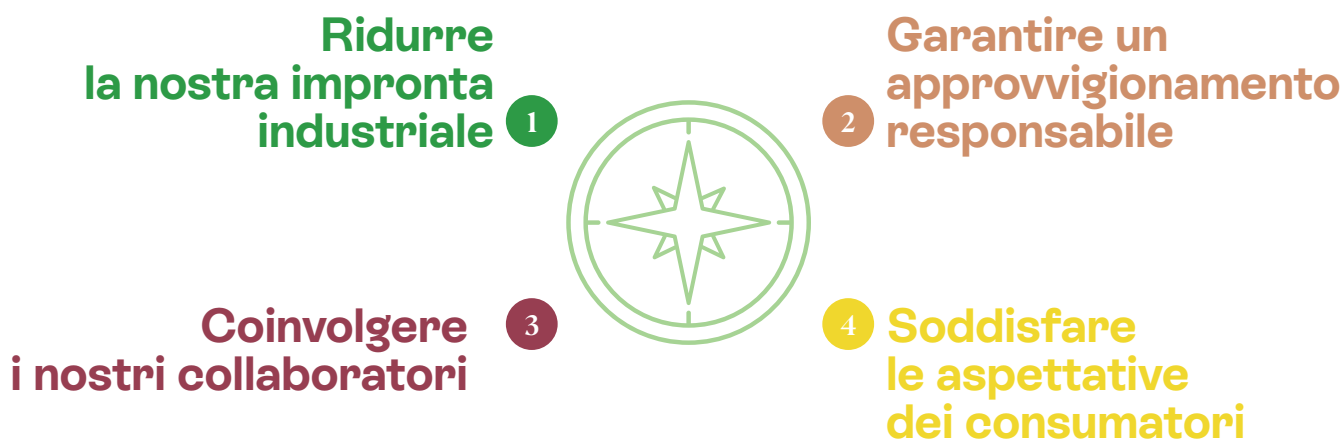 Ridurre
la nostra impronta
industriale
1
2
Garantire un
approvvigionamento
responsabile
Coinvolgere
i nostri collaboratori
3
4
Soddisfare
le aspettative
dei consumatori